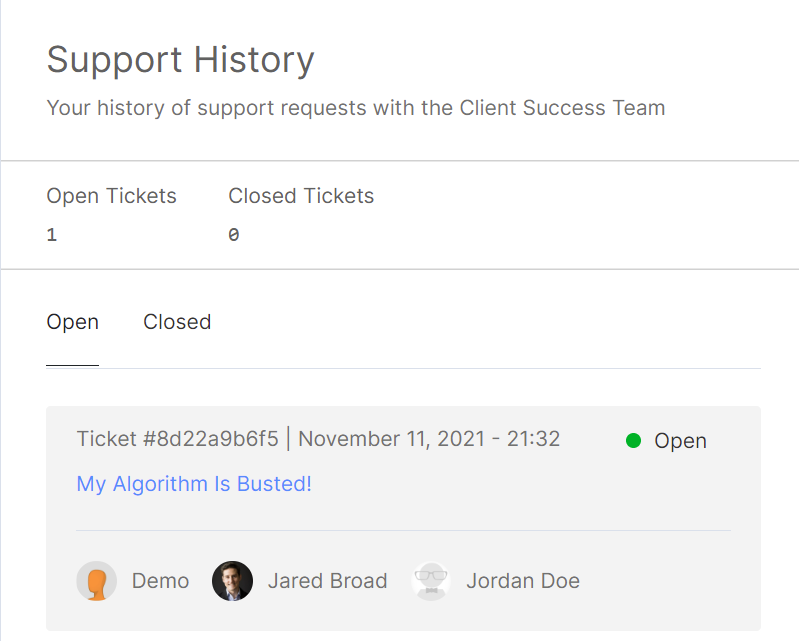 Support History
Your history of support requests with the Client Success Team
Open Tickets Closed Tickets
1 0
Open Closed
Ticket #8d22a9b6f5 | November 11, 2021 - 21:32 Open
My Algorithm Is Busted!
Demo Jared Broad Jordan Doe